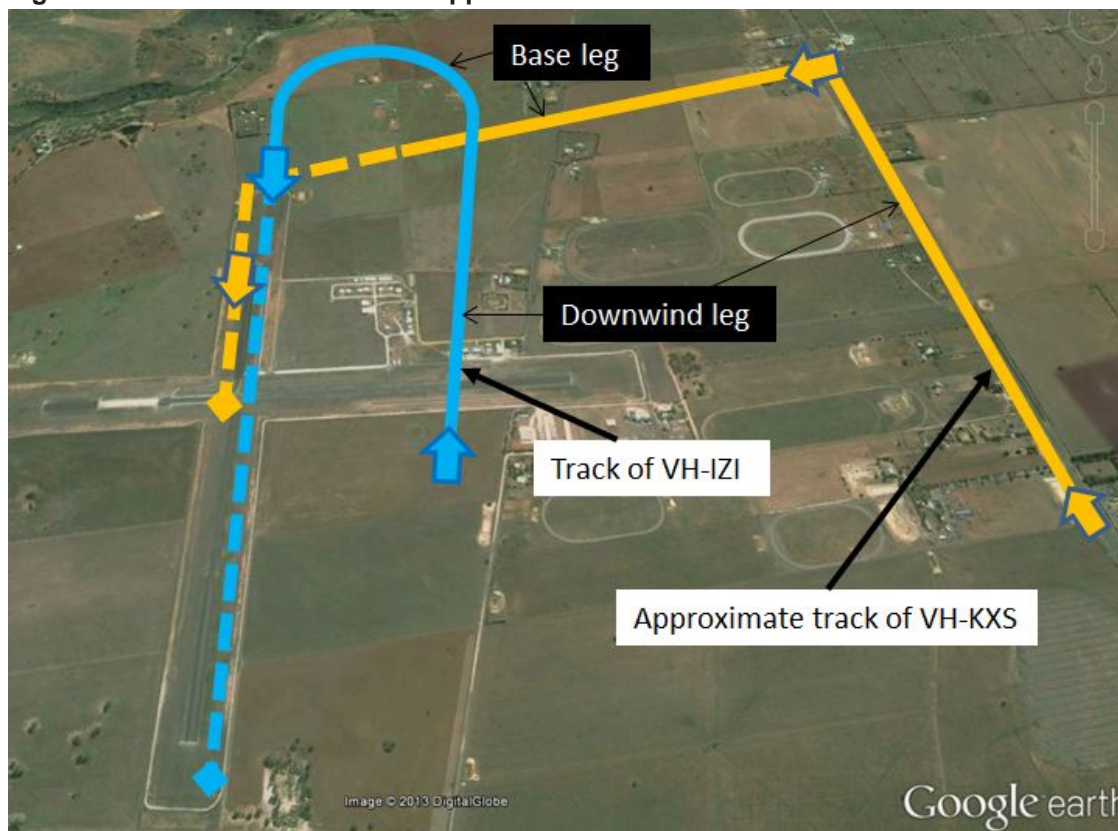 Base leg
Downwind leg
Track of VH-IZI
Approximate track of VH-KXS
Image © 2013 DigitalGlobe
Google earth